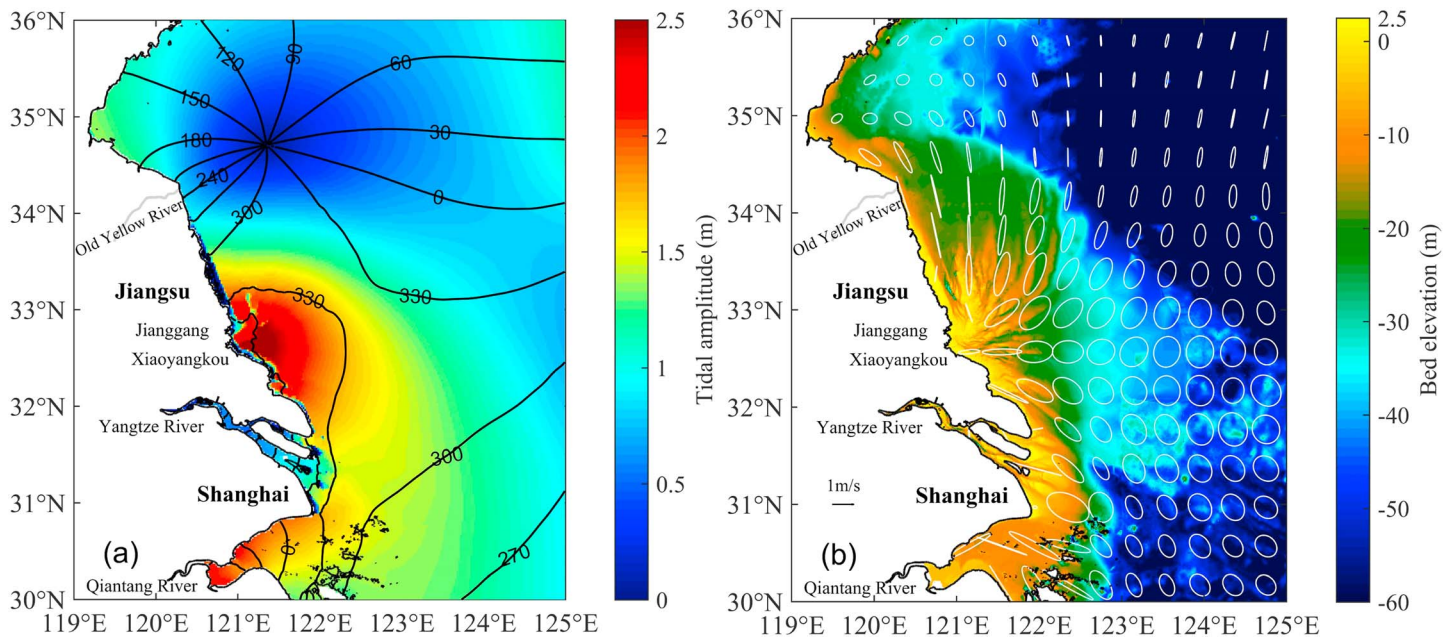 36°N
35°N
34°N
33°N
32°N
31°N
30°N
119°E 120°E 121°E 122°E 123°E 124°E 125°E
120
90
60
150
180
30
240
0
300
330
330
300
0
270
Old Yellow River
Jiangsu
Jianggang
Xiaoyangkou
Yangtze River
Shanghai
(a)
Qiantang River
2.5
2
1.5
1
0.5
0
Tidal amplitude (m)
36°N
35°N
34°N
33°N
32°N
31°N
30°N
119°E 120°E 121°E 122°E 123°E 124°E 125°E
Old Yellow River
Jiangsu
Jianggang
Xiaoyangkou
Yangtze River
1m/s
Shanghai
(b)
Qiantang River
2.5
0
-10
-20
-30
-40
-50
-60
Bed elevation (m)